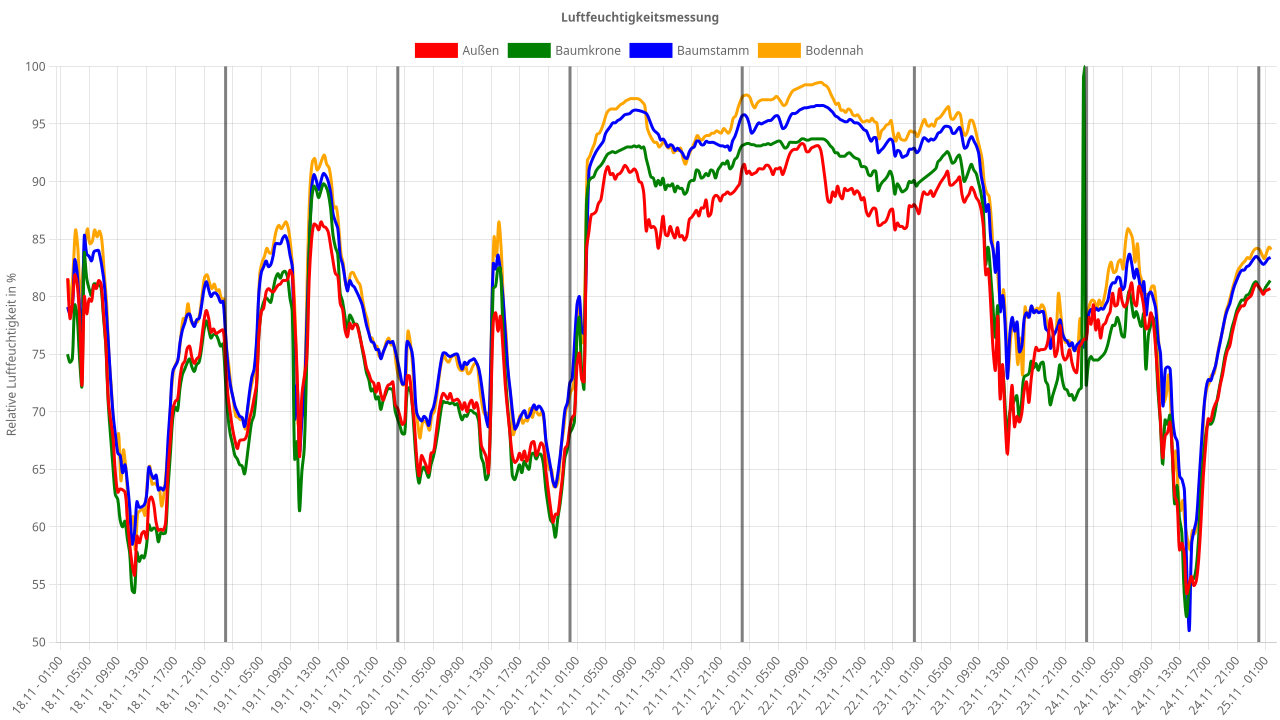 Luftfeuchtigkeitsmessung
Außen Baumkrone Baumstamm Bodennah
Relative Luftfeuchtigkeit in %
100
95
90
85
80
75
70
65
60
55
50
18.11 - 01:00
18.11 - 05:00
18.11 - 09:00
18.11 - 13:00
18.11 - 17:00
18.11 - 21:00
19.11 - 01:00
19.11 - 05:00
19.11 - 09:00
19.11 - 13:00
19.11 - 17:00
19.11 - 21:00
20.11 - 01:00
20.11 - 05:00
20.11 - 09:00
20.11 - 13:00
20.11 - 17:00
20.11 - 21:00
21.11 - 01:00
21.11 - 05:00
21.11 - 09:00
21.11 - 13:00
21.11 - 17:00
21.11 - 21:00
22.11 - 01:00
22.11 - 05:00
22.11 - 09:00
22.11 - 13:00
22.11 - 17:00
22.11 - 21:00
23.11 - 01:00
23.11 - 05:00
23.11 - 09:00
23.11 - 13:00
23.11 - 17:00
23.11 - 21:00
24.11 - 01:00
24.11 - 05:00
24.11 - 09:00
24.11 - 13:00
24.11 - 17:00
24.11 - 21:00
25.11 - 01:00